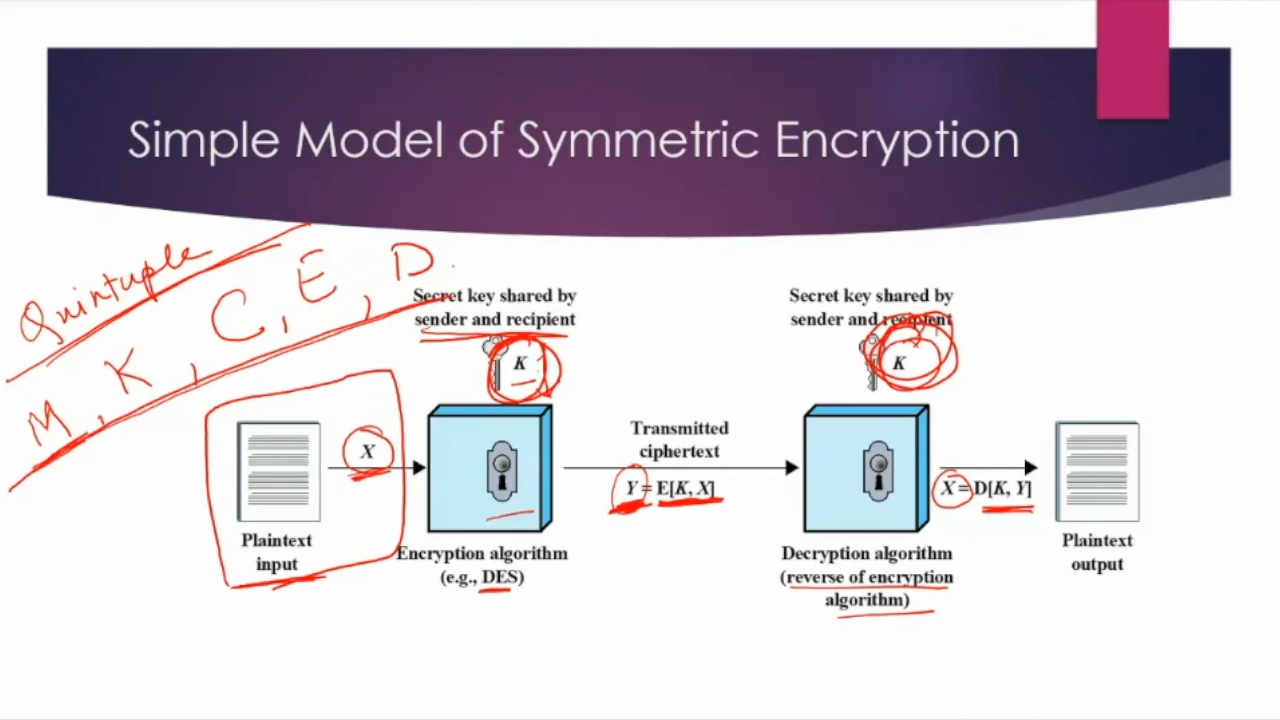 Simple Model of Symmetric Encryption
Quintuple
M, K, C, E, D.
Secret key shared by
sender and recipient
K
Secret key shared by
sender and recipient
K
X
Transmitted
ciphertext
Y = E[K, X]
X = D[K, Y]
Plaintext
input
Encryption algorithm
(e.g., DES)
Decryption algorithm
(reverse of encryption
algorithm)
Plaintext
output